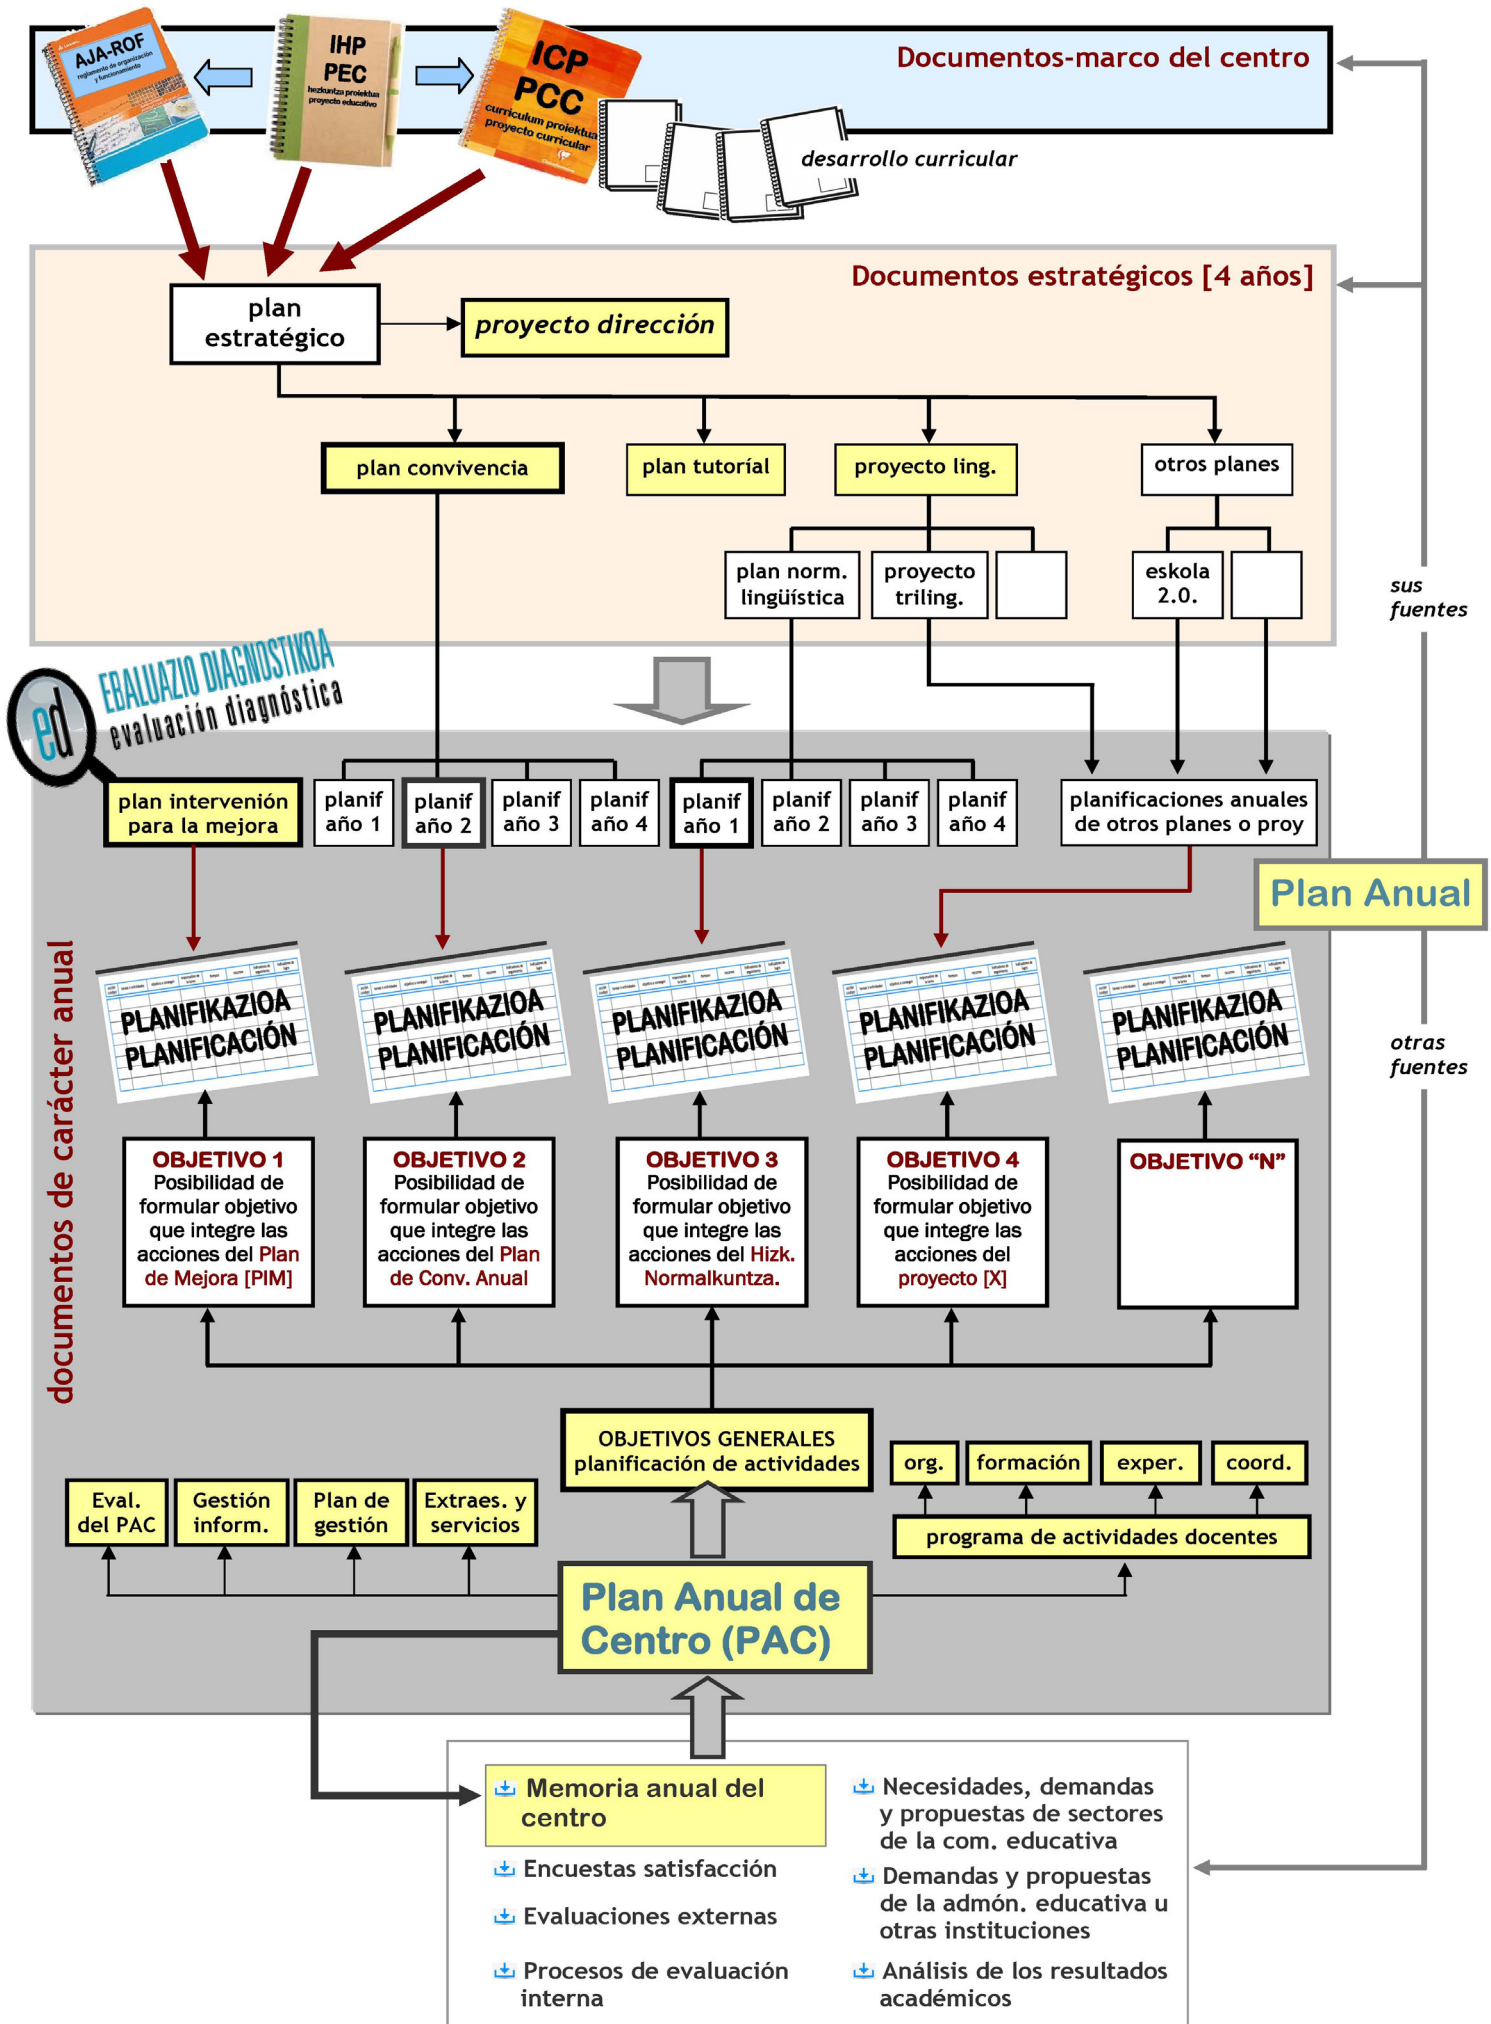 AJA-ROF
reglamento de organización
y funcionamiento
IHP
PEC
hezkuntza proiektua
proyecto educativo
ICP
PCC
curriculum proiektua
proyecto curricular
Documentos-marco del centro
desarrollo curricular
Documentos estratégicos [4 años]
plan
estratégico
proyecto dirección
plan convivencia
plan tutoríal
proyecto ling.
otros planes
plan norm.
lingüística
proyecto
triling.
eskola
2.0.
sus
fuentes
EBALUAZIO DIAGNOSTIKOA
evaluación diagnóstica
ed
plan intervenión
para la mejora
planif
año 1
planif
año 2
planif
año 3
planif
año 4
planif
año 1
planif
año 2
planif
año 3
planif
año 4
planificaciones anuales
de otros planes o proy
Plan Anual
documentos de carácter anual
PLANIFIKAZIOA
PLANIFICACIÓN
PLANIFIKAZIOA
PLANIFICACIÓN
PLANIFIKAZIOA
PLANIFICACIÓN
PLANIFIKAZIOA
PLANIFICACIÓN
PLANIFIKAZIOA
PLANIFICACIÓN
otras
fuentes
OBJETIVO 1
Posibilidad de
formular objetivo
que integre las
acciones del Plan
de Mejora [PIM]
OBJETIVO 2
Posibilidad de
formular objetivo
que integre las
acciones del Plan
de Conv. Anual
OBJETIVO 3
Posibilidad de
formular objetivo
que integre las
acciones del Hizk.
Normalkuntza.
OBJETIVO 4
Posibilidad de
formular objetivo
que integre las
acciones del
proyecto [X]
OBJETIVO “N”
OBJETIVOS GENERALES
planificación de actividades
org.
formación
exper.
coord.
programa de actividades docentes
Eval.
del PAC
Gestión
inform.
Plan de
gestión
Extraes. y
servicios
Plan Anual de
Centro (PAC)
Memoria anual del
centro
Encuestas satisfacción
Evaluaciones externas
Procesos de evaluación
interna
Necesidades, demandas
y propuestas de sectores
de la com. educativa
Demandas y propuestas
de la admón. educativa u
otras instituciones
Análisis de los resultados
académicos